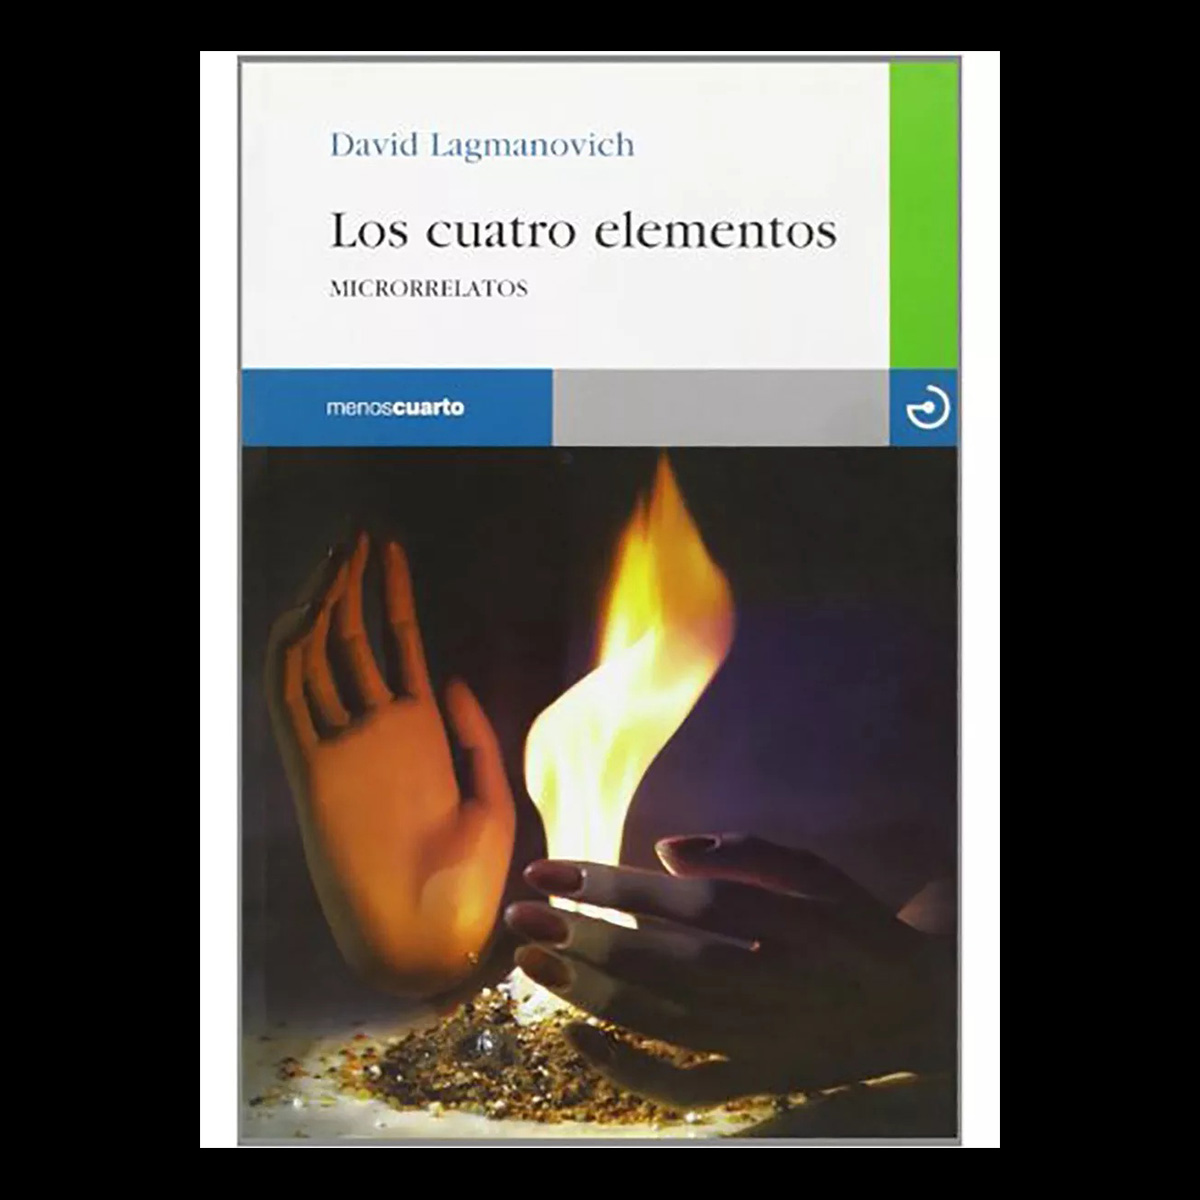 David Lagmanovich
Los cuatro elementos
MICRORRELATOS
menoscuarto